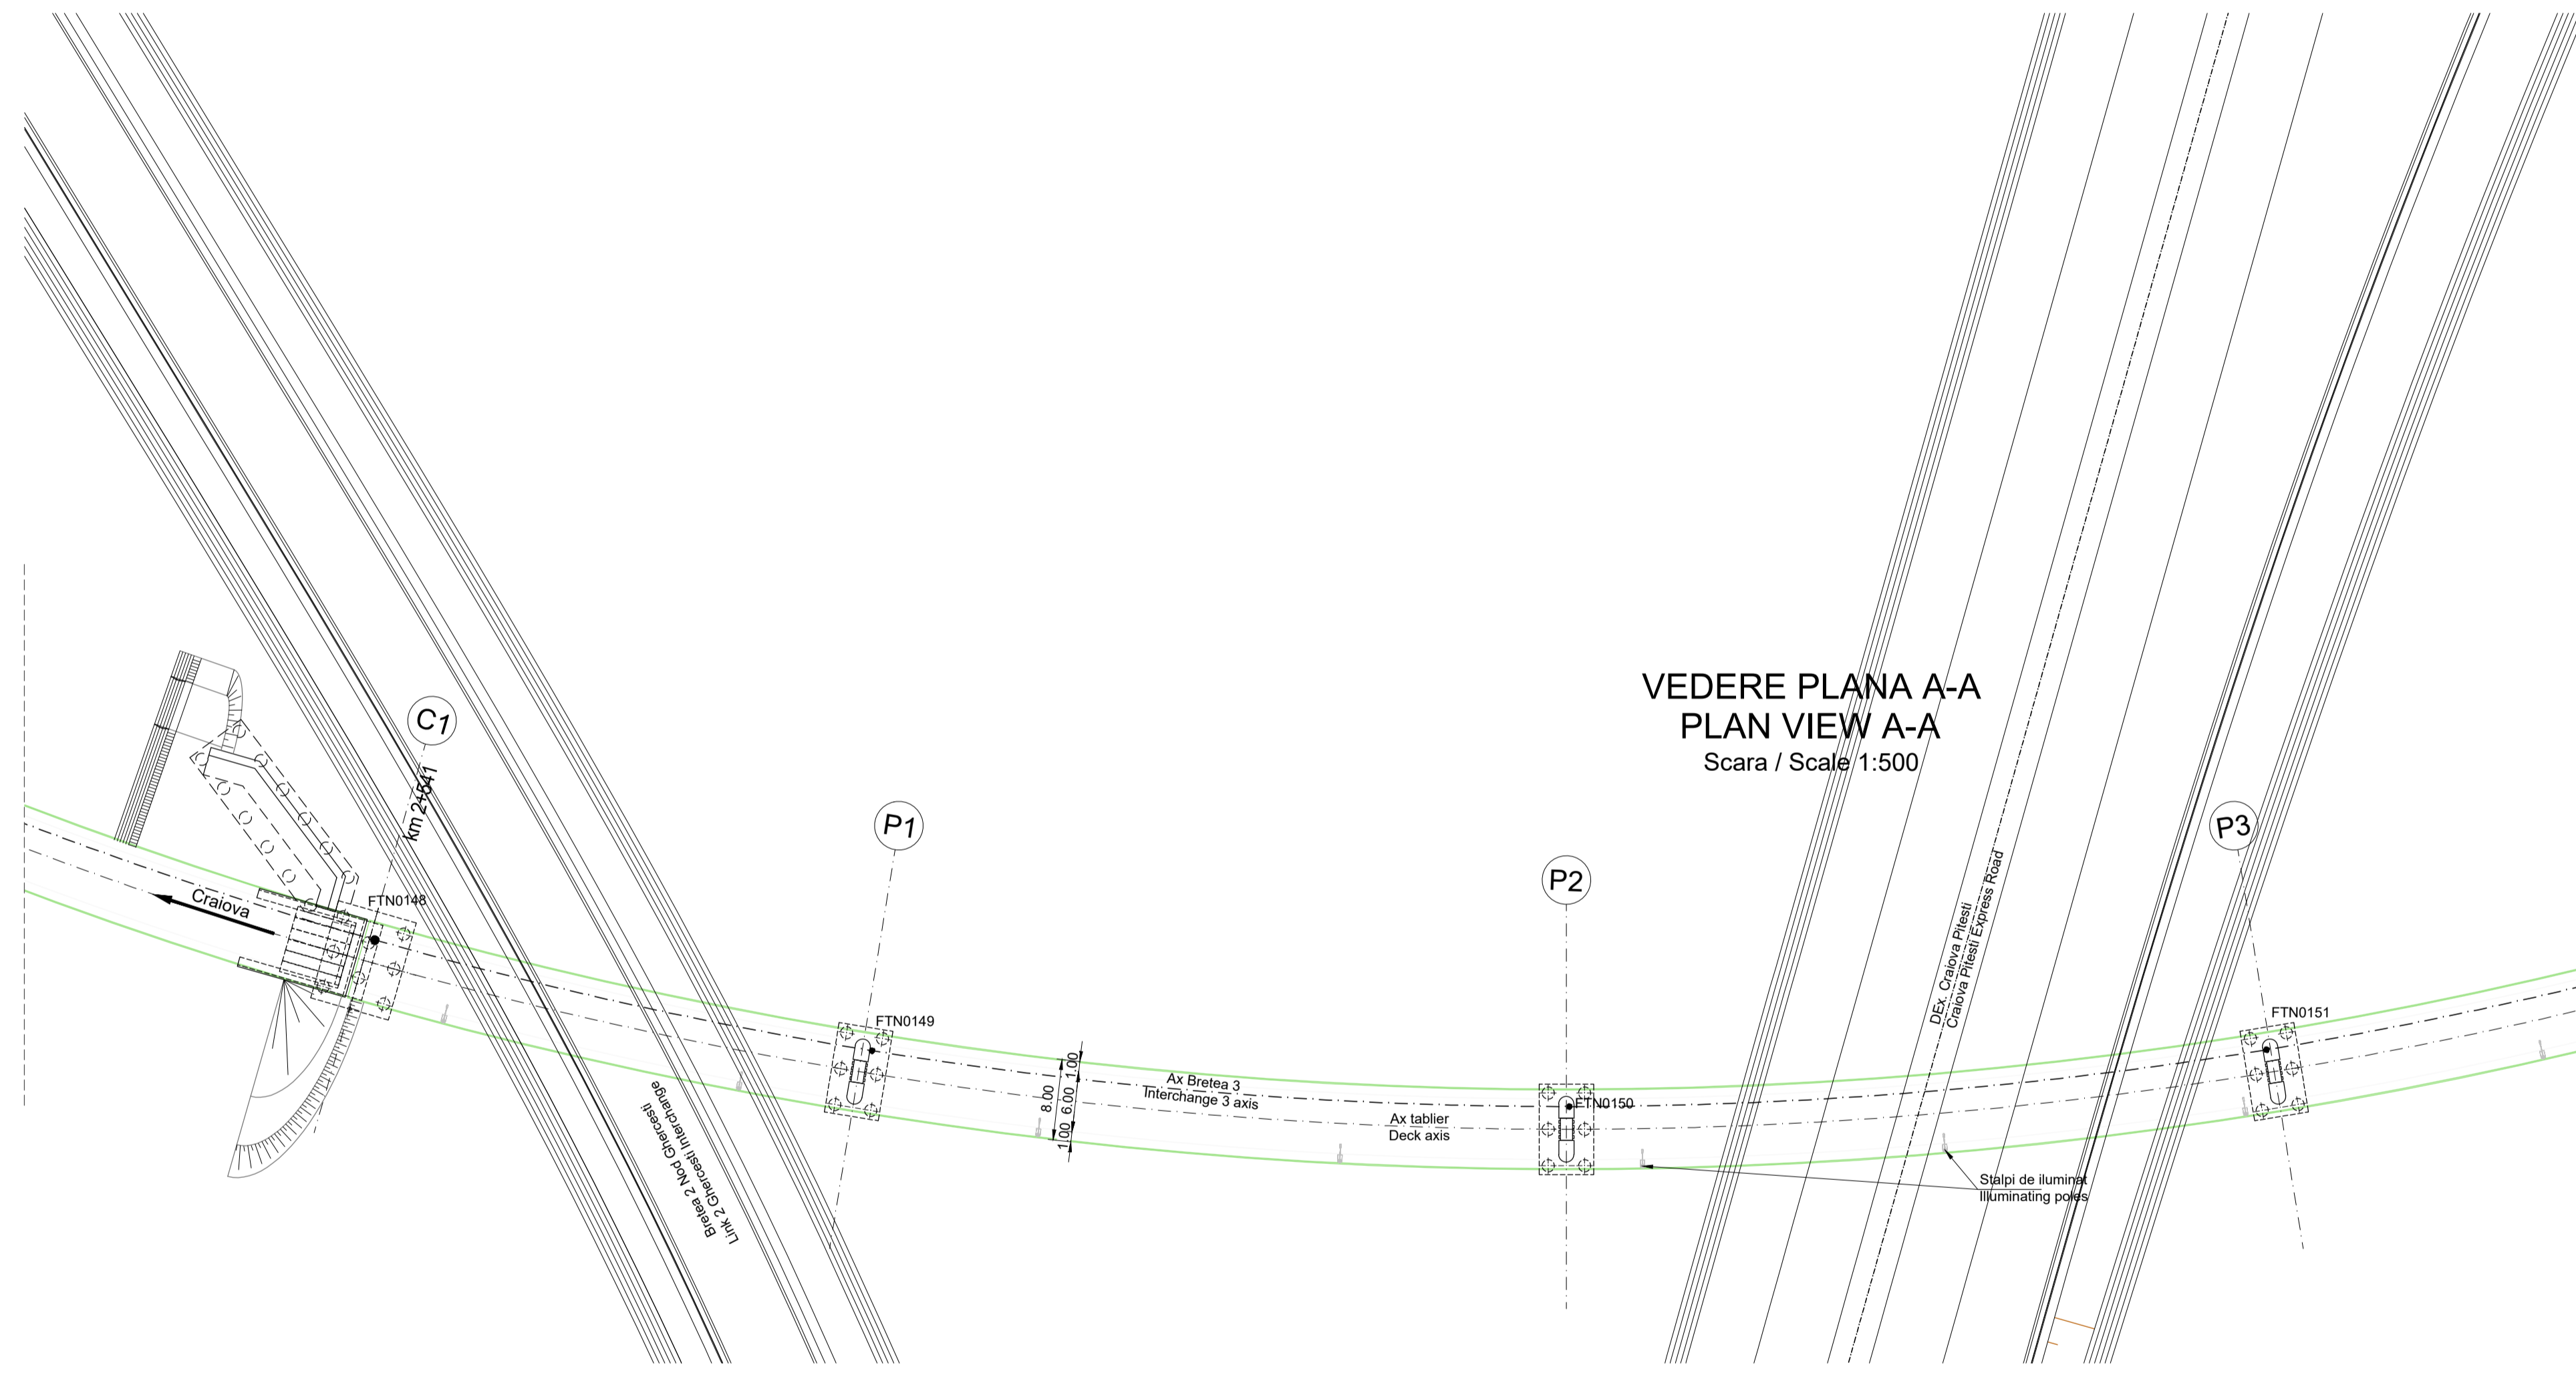 VEDERE PLANA A-A
PLAN VIEW A-A
Scara / Scale 1:500
C1
km 2+541
P1
P2
P3
Craiova
FTN0148
FTN0149
FTN0150
FTN0151
8.00
1.00
6.00
1.00
Ax Bretea 3
Interchange 3 axis
Ax tablier
Deck axis
Bretea 2 Nod Ghercesti
Link 2 Ghercesti Interchange
DEx. Craiova Pitesti
Craiova Pitesti Express Road
Stalpi de iluminat
Illuminating poles